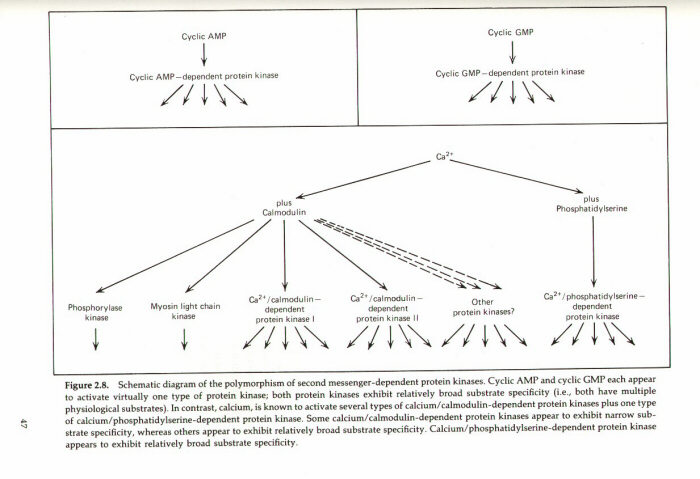 Cyclic AMP
Cyclic AMP–dependent protein kinase
Cyclic GMP
Cyclic GMP–dependent protein kinase
Ca²⁺
plus
Calmodulin
plus
Phosphatidylserine
Phosphorylase
kinase
Myosin light chain
kinase
Ca²⁺/calmodulin–
dependent
protein kinase I
Ca²⁺/calmodulin–
dependent
protein kinase II
Other
protein kinases?
Ca²⁺/phosphatidylserine–
dependent
protein kinase
Figure 2.8. Schematic diagram of the polymorphism of second messenger-dependent protein kinases. Cyclic AMP and cyclic GMP each appear
to activate virtually one type of protein kinase; both protein kinases exhibit relatively broad substrate specificity (i.e., both have multiple
physiological substrates). In contrast, calcium, is known to activate several types of calcium/calmodulin-dependent protein kinases plus one type
of calcium/phosphatidylserine-dependent protein kinase. Some calcium/calmodulin-dependent protein kinases appear to exhibit narrow sub-
strate specificity, whereas others appear to exhibit relatively broad substrate specificity. Calcium/phosphatidylserine-dependent protein kinase
appears to exhibit relatively broad substrate specificity.
47